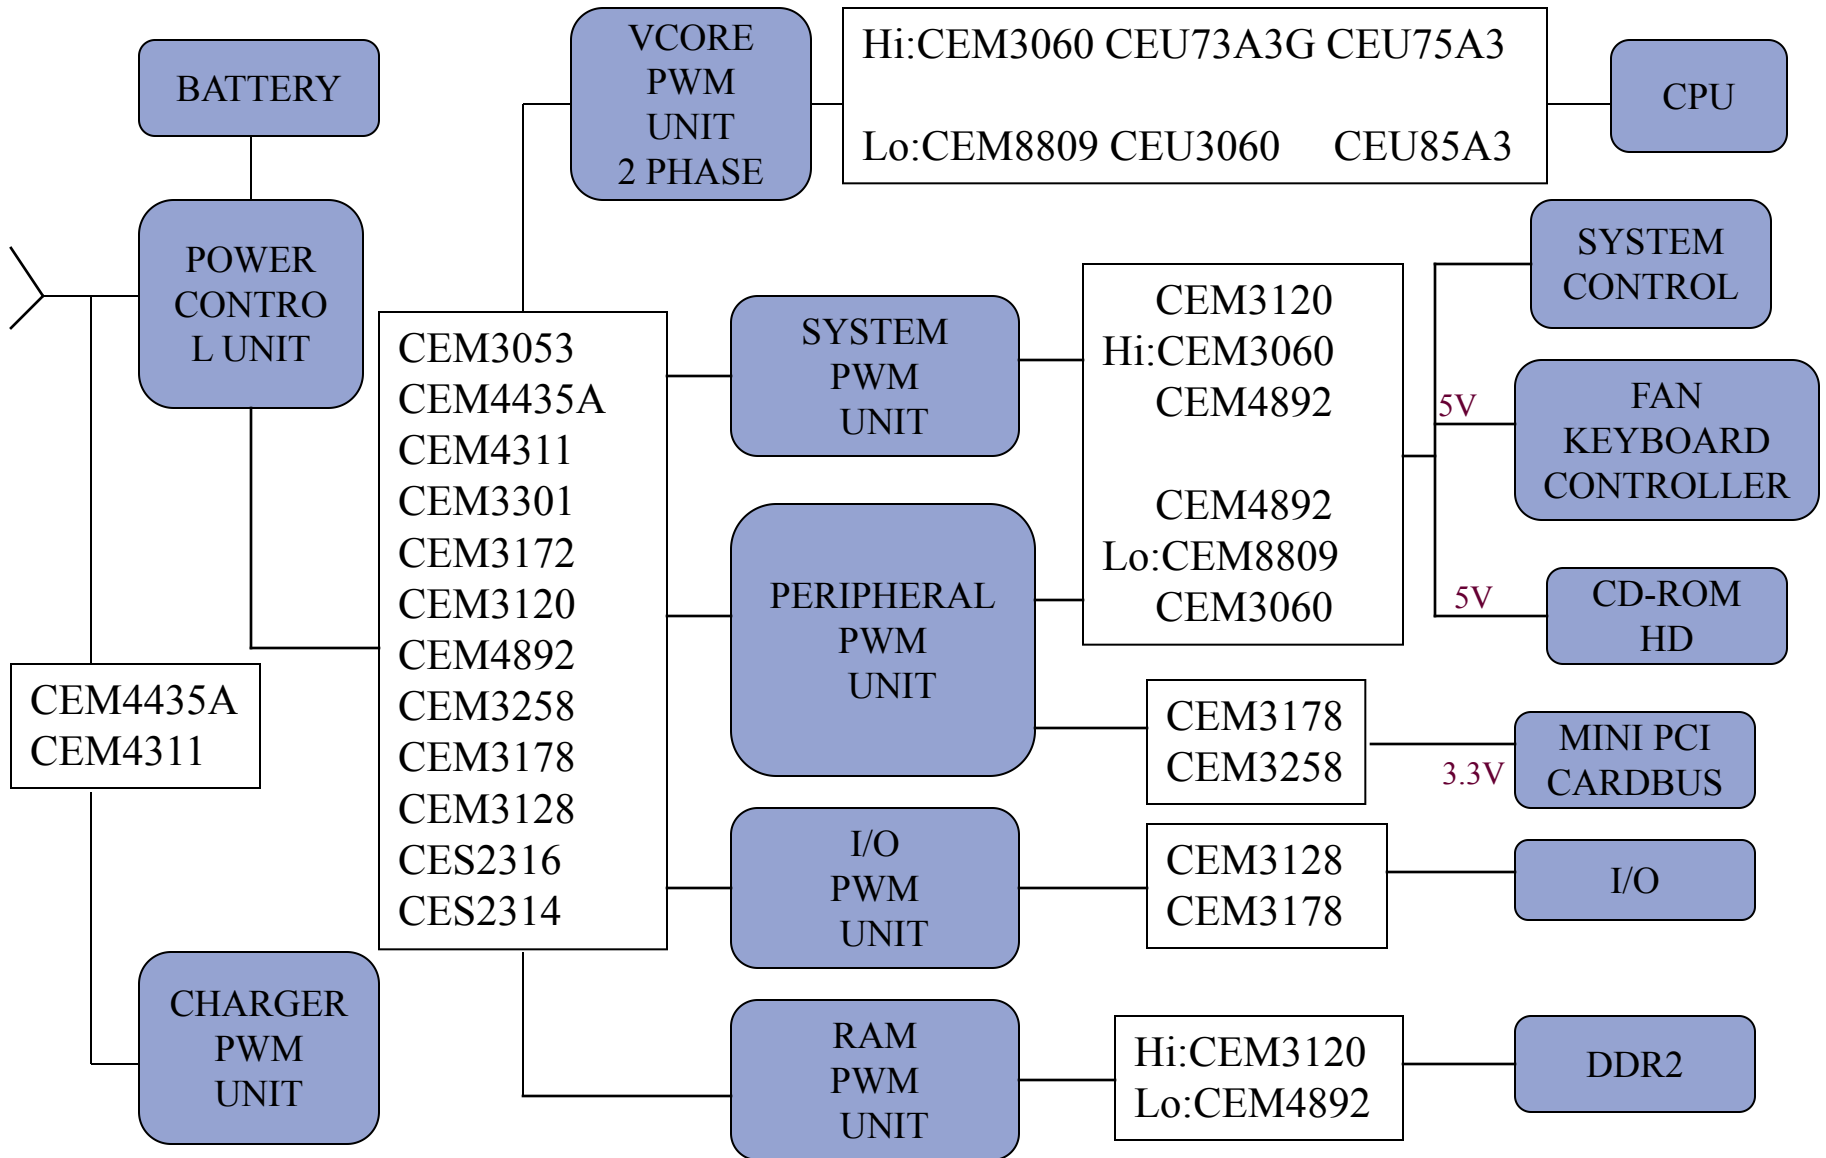 BATTERY
POWER
CONTRO
L UNIT
CEM4435A
CEM4311
CHARGER
PWM
UNIT
CEM3053
CEM4435A
CEM4311
CEM3301
CEM3172
CEM3120
CEM4892
CEM3258
CEM3178
CEM3128
CES2316
CES2314
VCORE
PWM
UNIT
2 PHASE
Hi:CEM3060 CEU73A3G CEU75A3
Lo:CEM8809 CEU3060 CEU85A3
CPU
SYSTEM
PWM
UNIT
PERIPHERAL
PWM
UNIT
CEM3120
Hi:CEM3060
CEM4892
CEM4892
Lo:CEM8809
CEM3060
SYSTEM
CONTROL
5V
FAN
KEYBOARD
CONTROLLER
5V
CD-ROM
HD
CEM3178
CEM3258
3.3V
MINI PCI
CARDBUS
I/O
PWM
UNIT
CEM3128
CEM3178
I/O
RAM
PWM
UNIT
Hi:CEM3120
Lo:CEM4892
DDR2